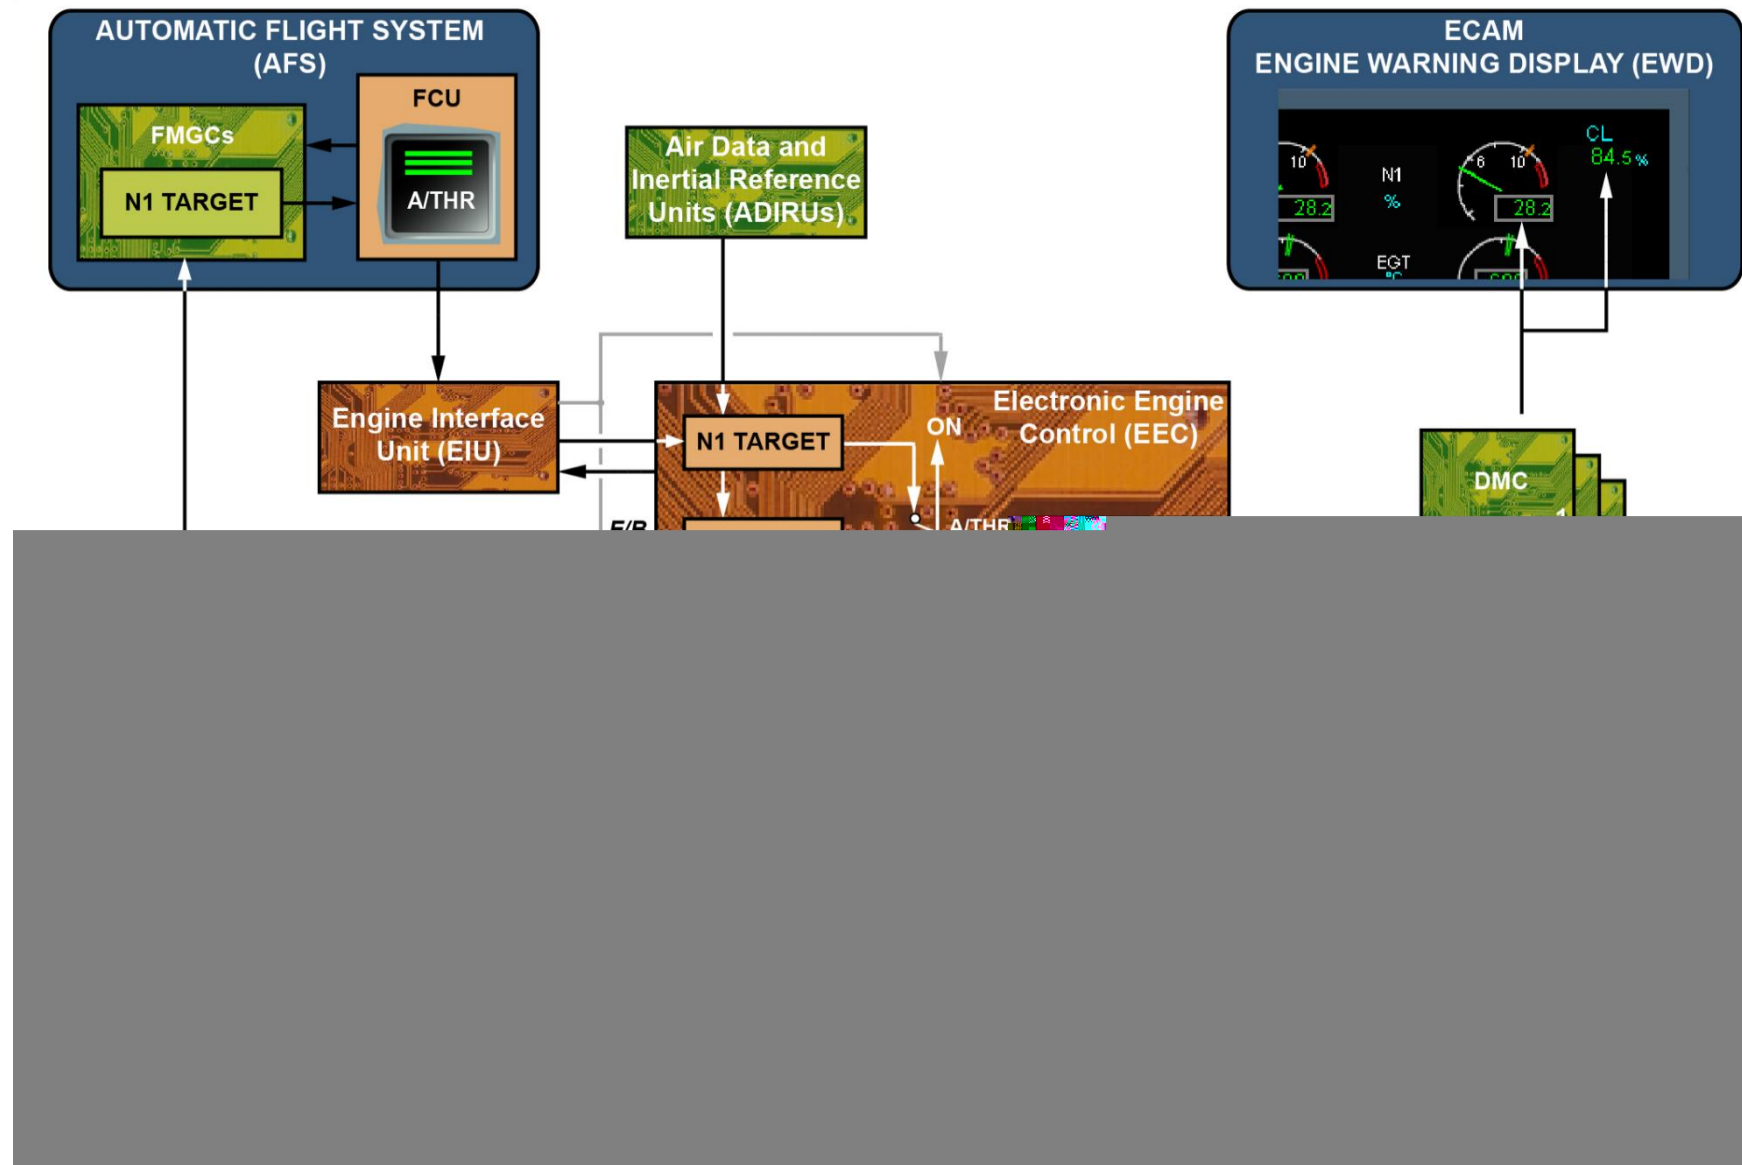 AUTOMATIC FLIGHT SYSTEM
(AFS)
FCU
FMGCs
N1 TARGET
A/THR
Air Data and
Inertial Reference
Units (ADIRUs)
ECAM
ENGINE WARNING DISPLAY (EWD)
CL
84.5 %
10
N1
%
6
10
28.2
28.2
EGT
°C
Engine Interface
Unit (EIU)
Electronic Engine
Control (EEC)
N1 TARGET
ON
A/THR
DMC
1